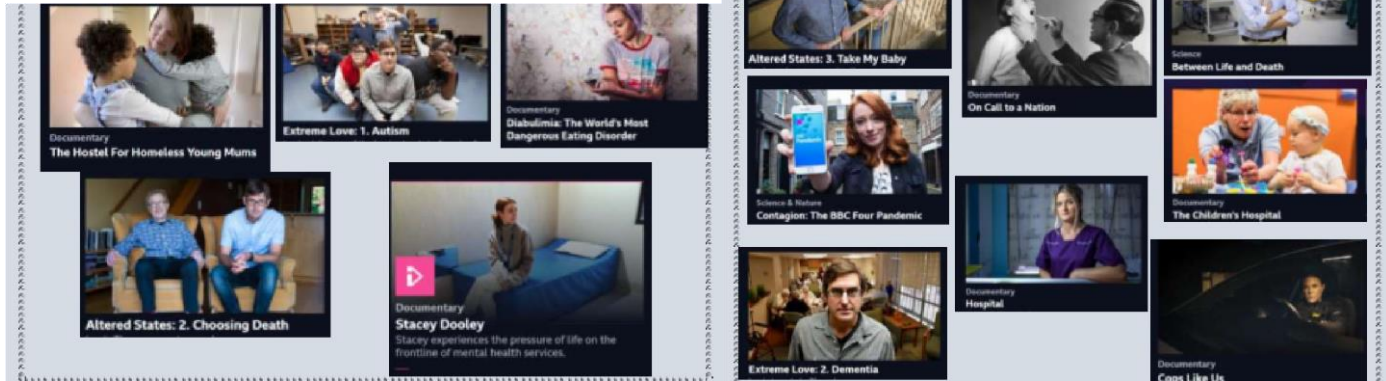 Documentary
The Hostel For Homeless Young Mums
Extreme Love: 1. Autism
Documentary
Diabulimia: The World's Most
Dangerous Eating Disorder
Altered States: 2. Choosing Death
Documentary
Stacey Dooley
Stacey experiences the pressure of life on the
frontline of mental health services.
Altered States: 3. Take My Baby
Documentary
On Call to a Nation
Science
Between Life and Death
Science & Nature
Contagion: The BBC Four Pandemic
Documentary
The Children's Hospital
Documentary
Hospital
Extreme Love: 2. Dementia
Documentary
Cops Like Us